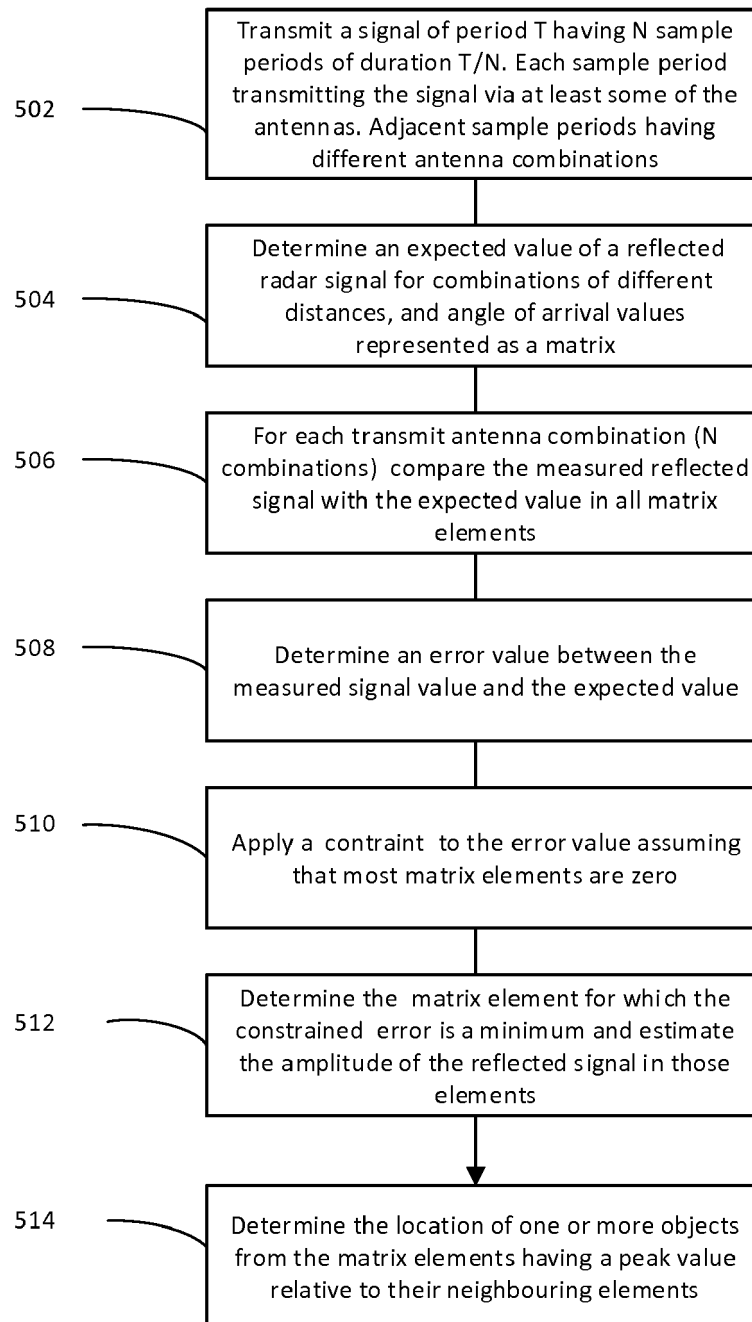 Transmit a signal of period T having N sample
periods of duration T/N. Each sample period
transmitting the signal via at least some of the
antennas. Adjacent sample periods having
different antenna combinations
502
Determine an expected value of a reflected
radar signal for combinations of different
distances, and angle of arrival values
represented as a matrix
504
For each transmit antenna combination (N
combinations) compare the measured reflected
signal with the expected value in all matrix
elements
506
Determine an error value between the
measured signal value and the expected value
508
Apply a contraint to the error value assuming
that most matrix elements are zero
510
Determine the matrix element for which the
constrained error is a minimum and estimate
the amplitude of the reflected signal in those
elements
512
Determine the location of one or more objects
from the matrix elements having a peak value
relative to their neighbouring elements
514